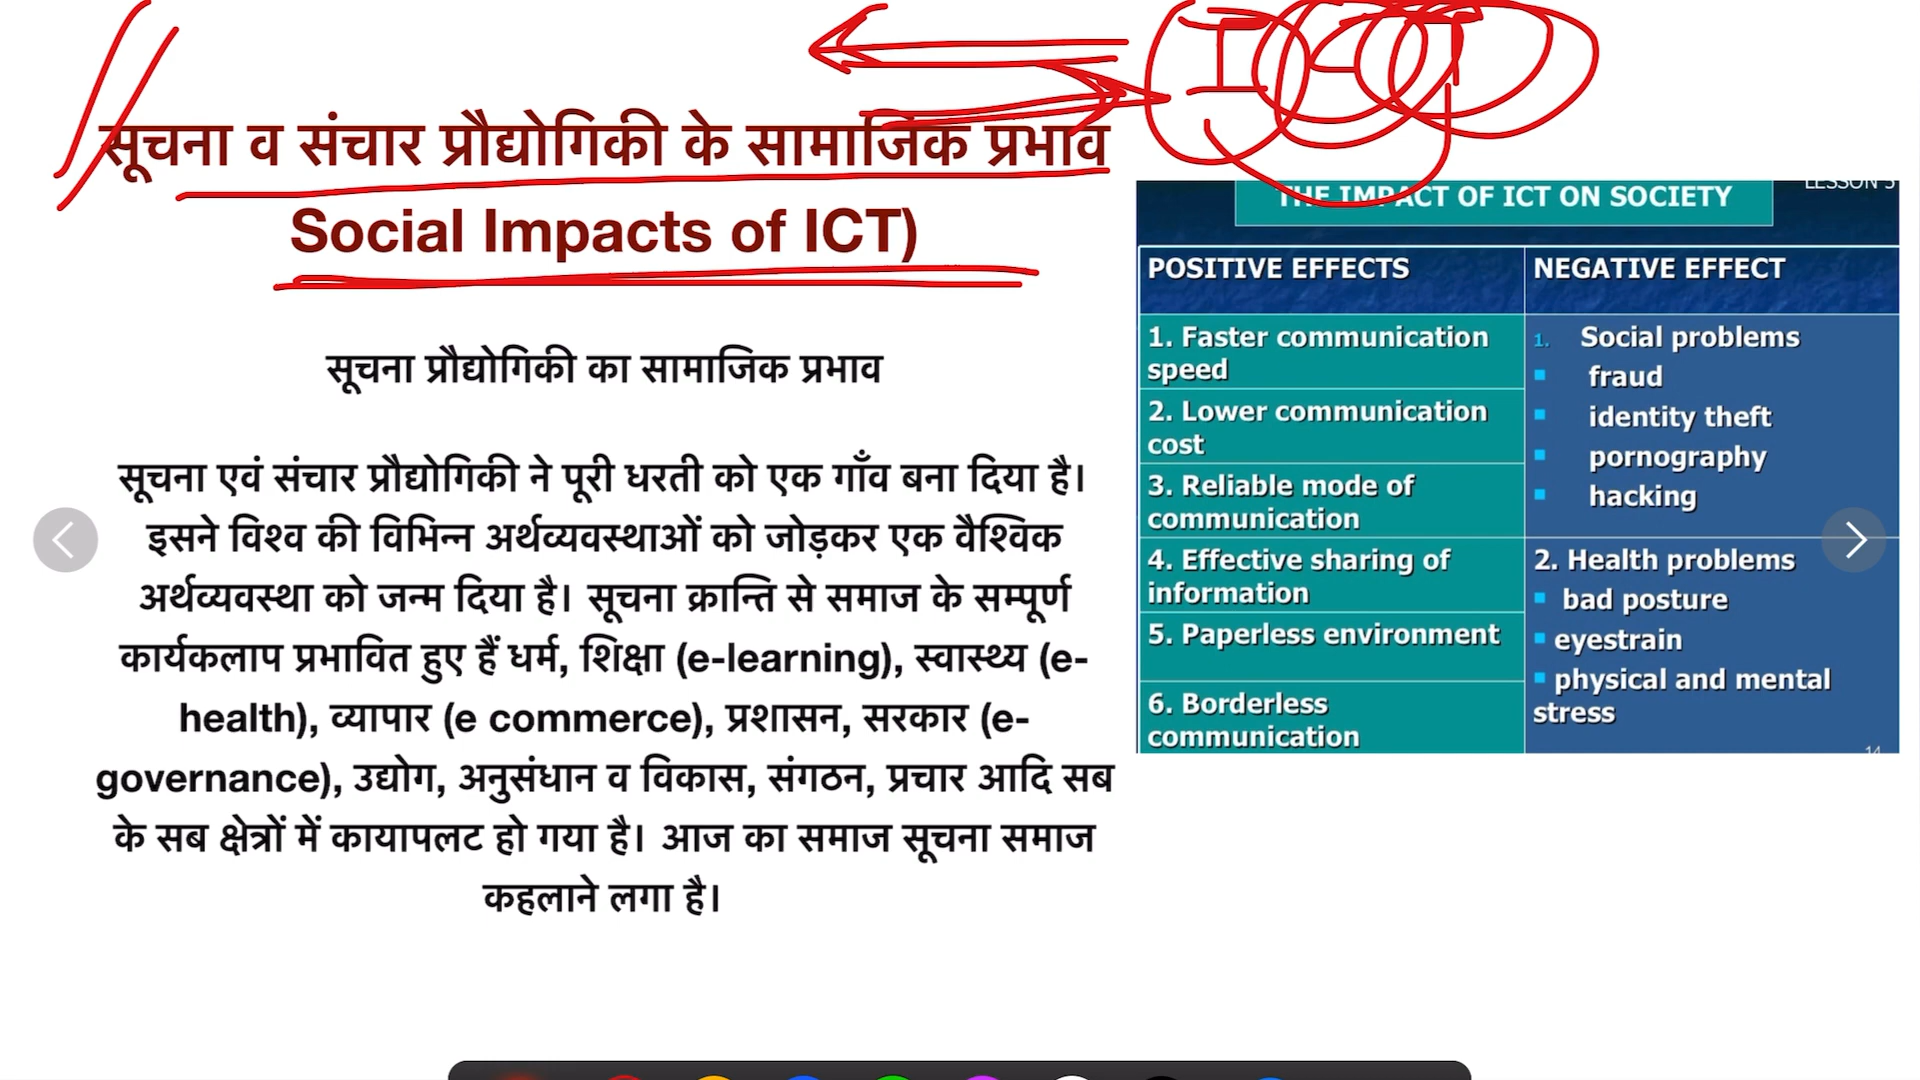 ICT
सूचना व संचार प्रौद्योगिकी के सामाजिक प्रभाव
Social Impacts of ICT)
सूचना प्रौद्योगिकी का सामाजिक प्रभाव
सूचना एवं संचार प्रौद्योगिकी ने पूरी धरती को एक गाँव बना दिया है।
इसने विश्व की विभिन्न अर्थव्यवस्थाओं को जोड़कर एक वैश्विक
अर्थव्यवस्था को जन्म दिया है। सूचना क्रान्ति से समाज के सम्पूर्ण
कार्यकलाप प्रभावित हुए हैं धर्म, शिक्षा (e-learning), स्वास्थ्य (e-
health), व्यापार (e commerce), प्रशासन, सरकार (e-
governance), उद्योग, अनुसंधान व विकास, संगठन, प्रचार आदि सब
के सब क्षेत्रों में कायापलट हो गया है। आज का समाज सूचना समाज
कहलाने लगा है।
LESSON 5
THE IMPACT OF ICT ON SOCIETY
POSITIVE EFFECTS
1. Faster communication
speed
2. Lower communication
cost
3. Reliable mode of
communication
4. Effective sharing of
information
5. Paperless environment
6. Borderless
communication
NEGATIVE EFFECT
1. Social problems
fraud
identity theft
pornography
hacking
2. Health problems
bad posture
eyestrain
physical and mental
stress
14